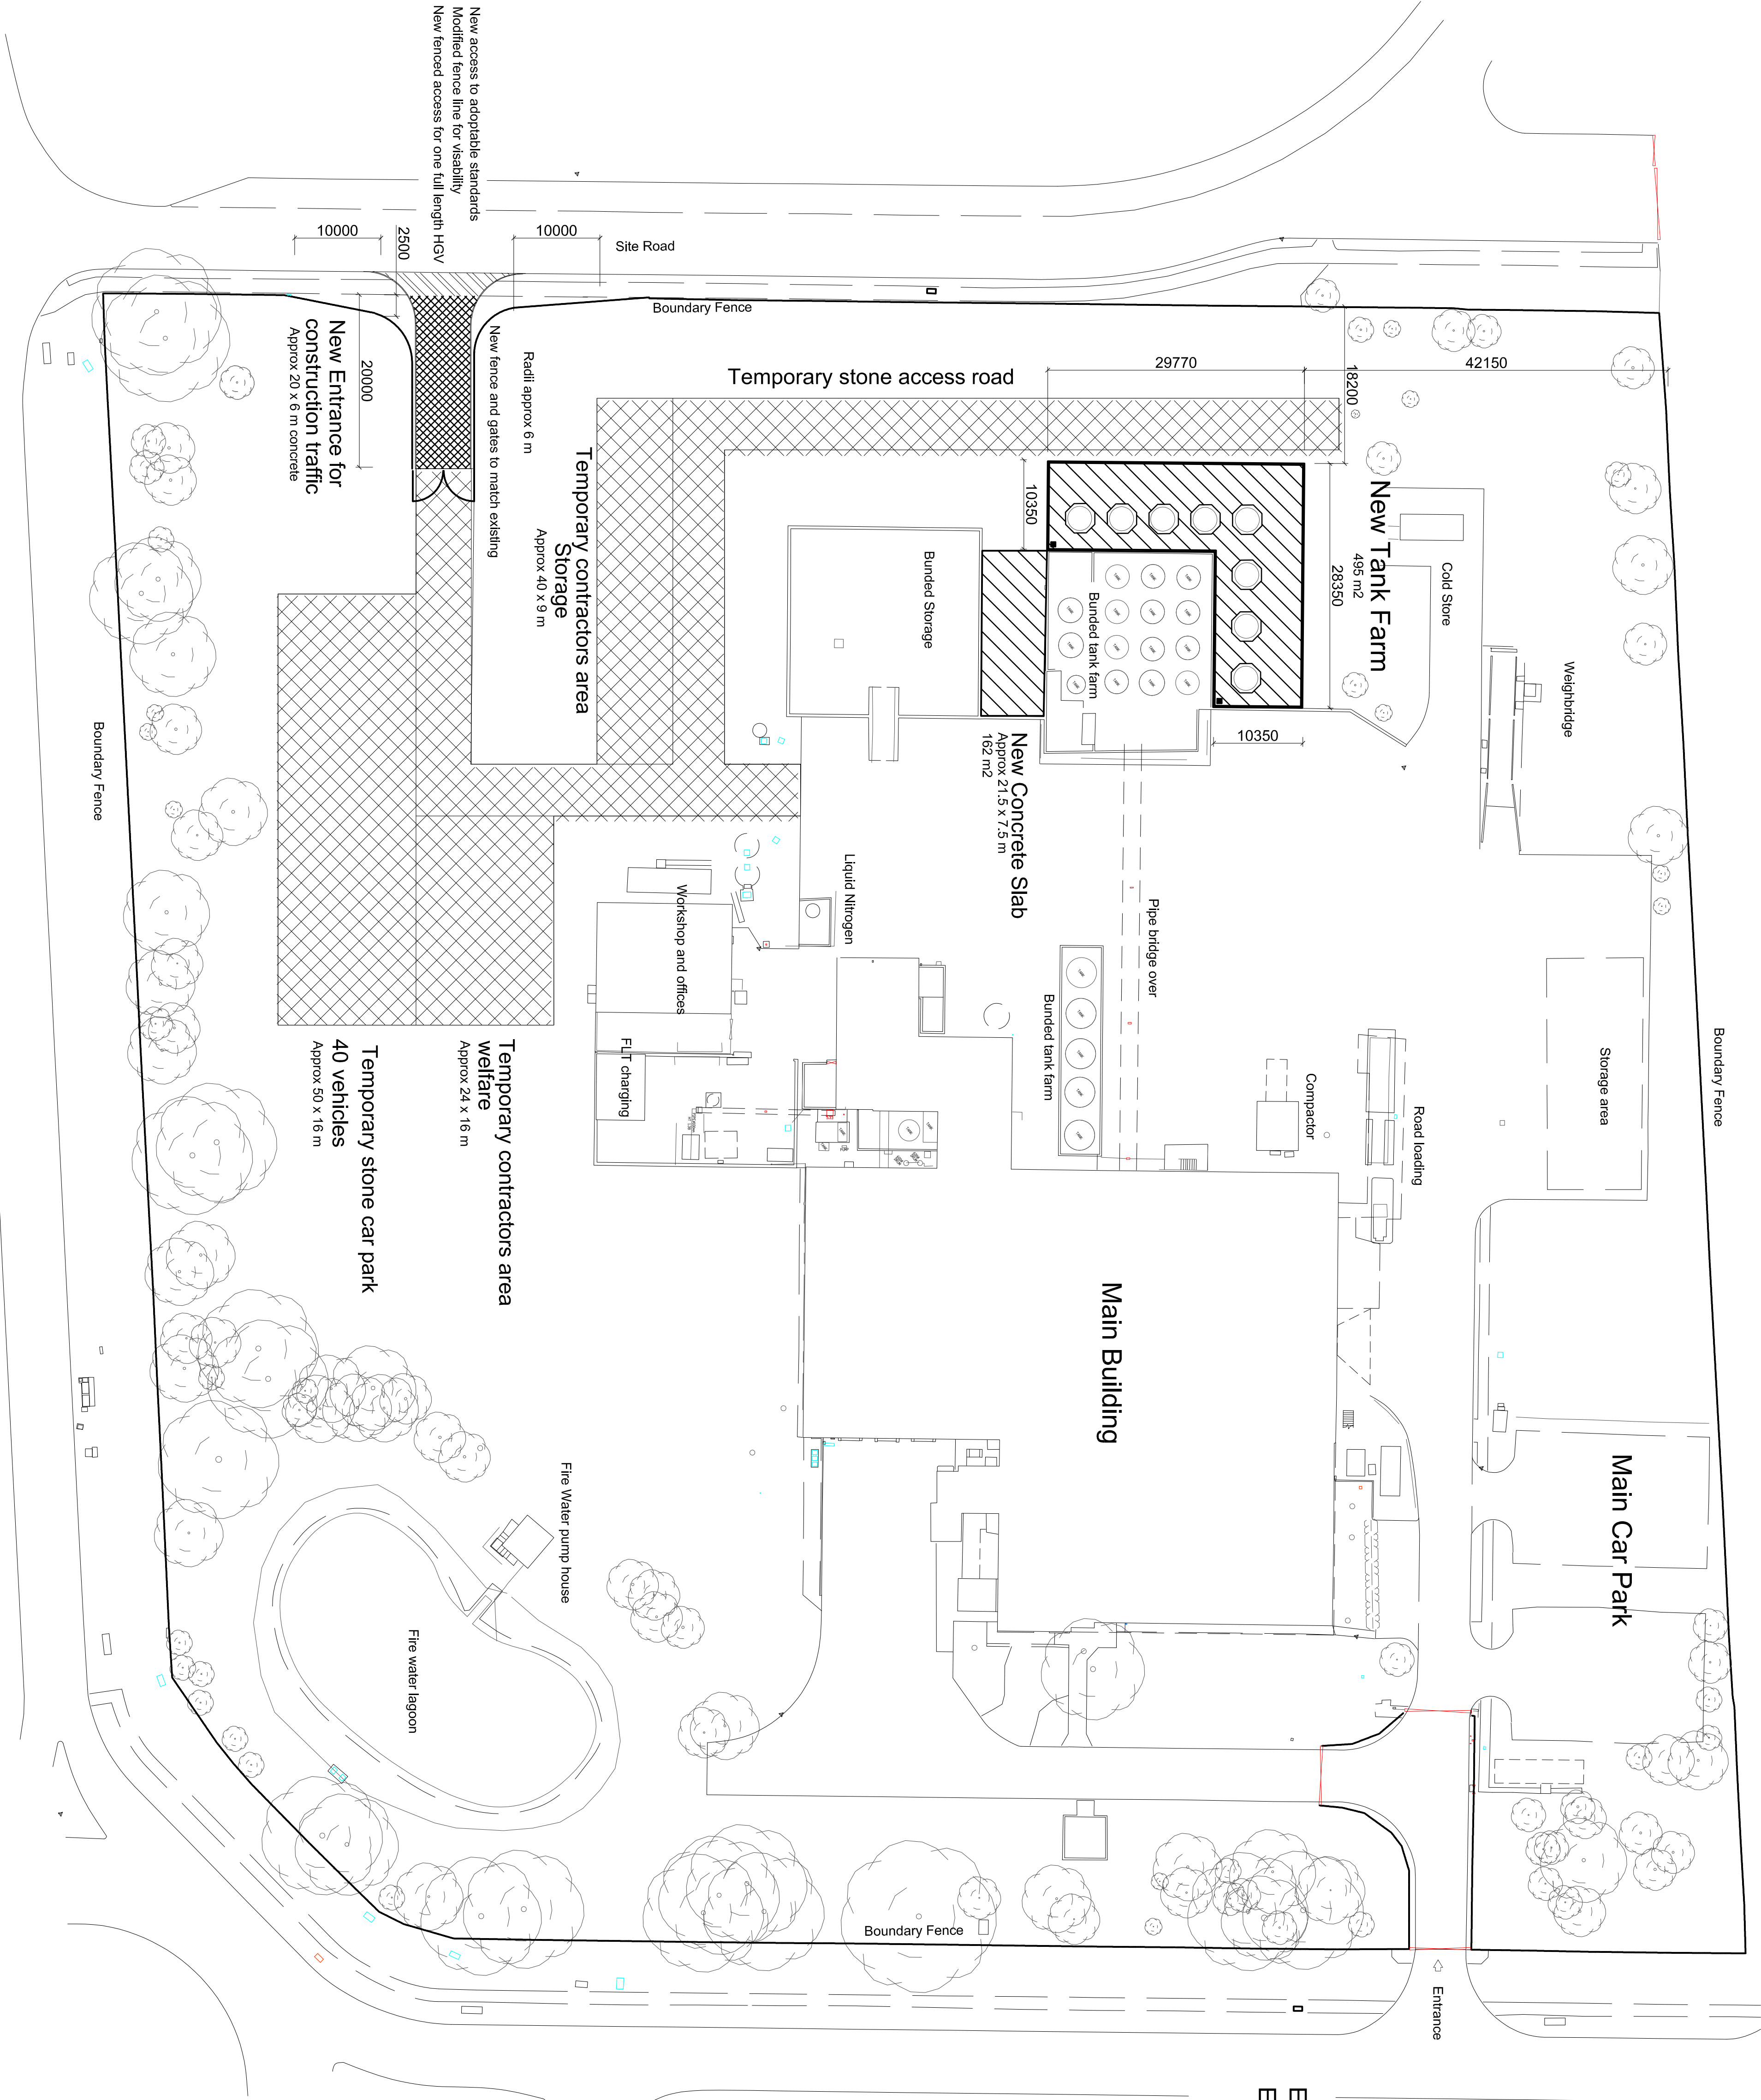 New access to adoptable standards
Modified fence line for visability
New fenced access for one full length HGV
10000
2500
10000
Site Road
Boundary Fence
20000
New Entrance for
construction traffic
Approx 20 x 6 m concrete
New fence and gates to match existing
Radii approx 6 m
Temporary stone access road
29770
18200
42150
Temporary contractors area
Storage
Approx 40 x 9 m
10350
28350
10350
New Tank Farm
495 m2
Cold Store
Weighbridge
Bunded Storage
Bunded tank farm
New Concrete Slab
Approx 21.5 x 7.5 m
162 m2
Boundary Fence
Liquid Nitrogen
Workshop and offices
FLT charging
Pipe bridge over
Bunded tank farm
Compactor
Road loading
Storage area
Boundary Fence
Temporary contractors area
welfare
Approx 24 x 16 m
Temporary stone car park
40 vehicles
Approx 50 x 16 m
Main Building
Main Car Park
Fire Water pump house
Fire water lagoon
Boundary Fence
Entrance
E
E